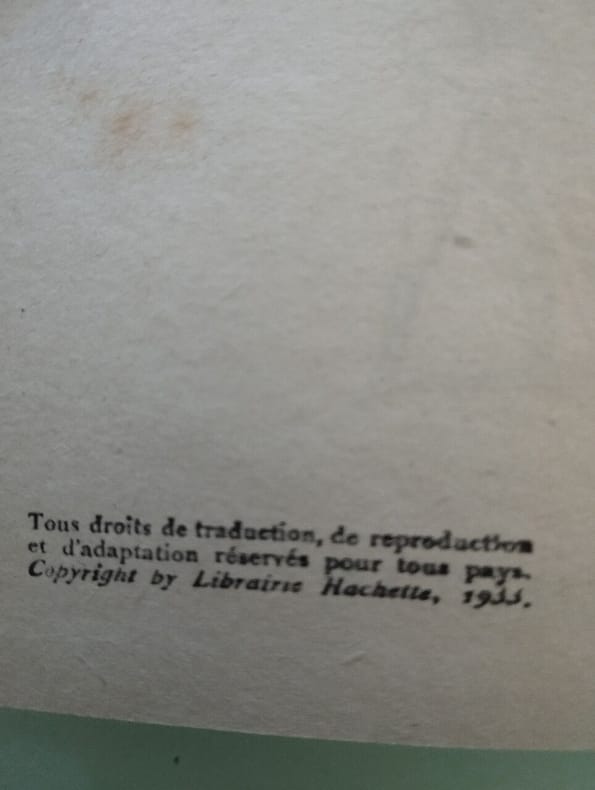 Tous droits de traduction, de reproduction
et d'adaptation réservés pour tous pays.
Copyright by Librairie Hachette,